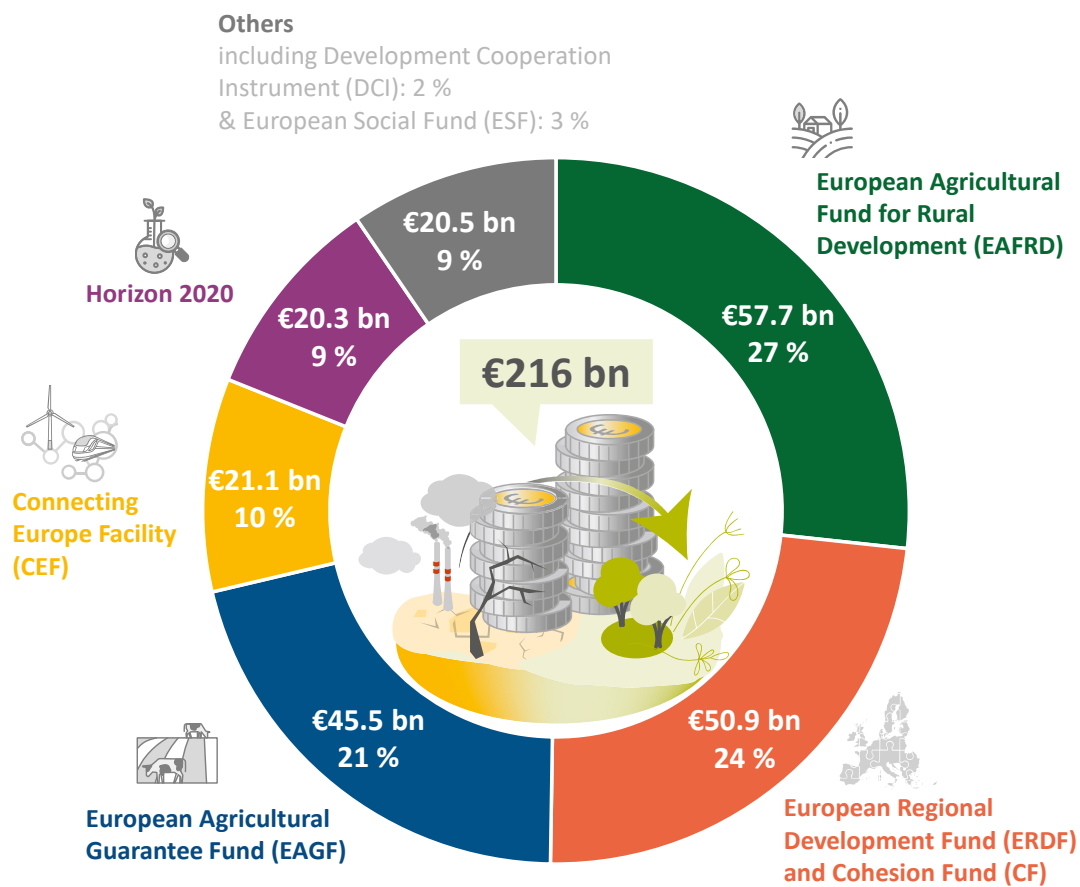 Others
including Development Cooperation
Instrument (DCI): 2 %
& European Social Fund (ESF): 3 %
European Agricultural
Fund for Rural
Development (EAFRD)
€57.7 bn
27 %
€20.5 bn
9 %
Horizon 2020
€20.3 bn
9 %
€216 bn
Connecting
Europe Facility
(CEF)
€21.1 bn
10 %
€45.5 bn
21 %
European Agricultural
Guarantee Fund (EAGF)
€50.9 bn
24 %
European Regional
Development Fund (ERDF)
and Cohesion Fund (CF)